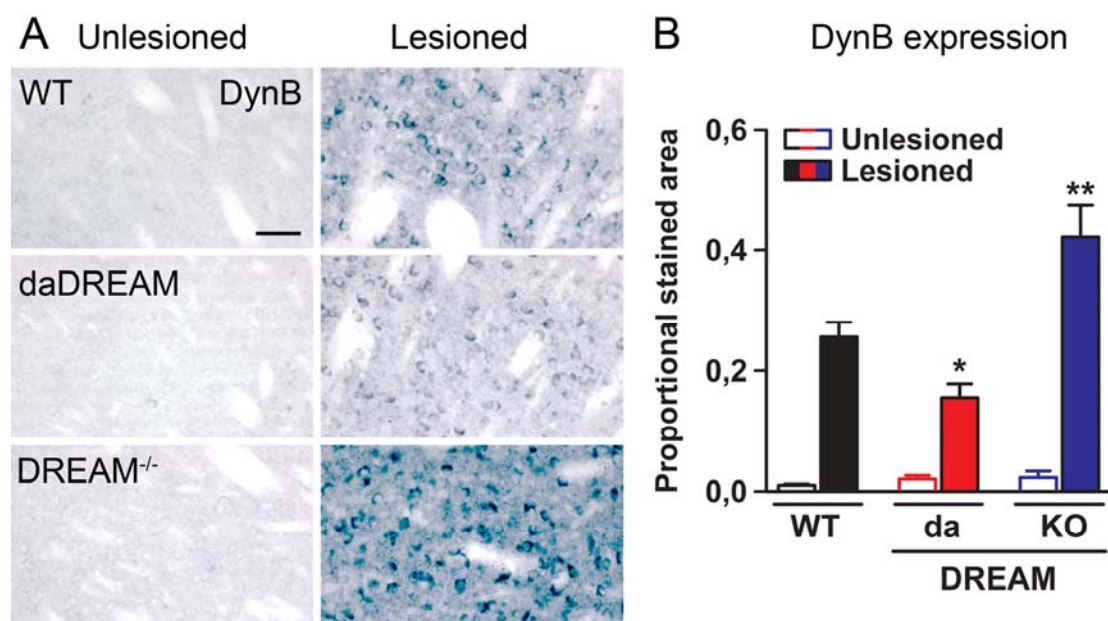 A Unlesioned Lesioned
WT DynB
daDREAM
DREAM-/-
B DynB expression
Proportional stained area
0,6
0,4
0,2
0,0
Unlesioned
Lesioned
*
**
WT da KO
DREAM